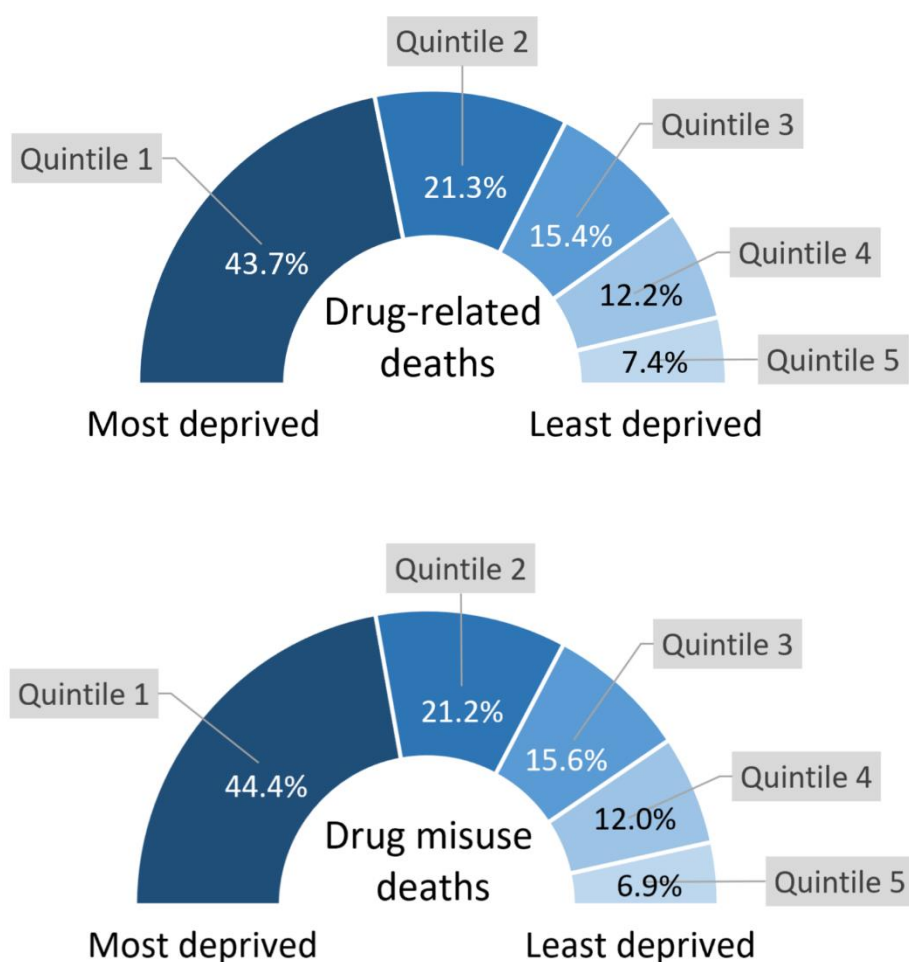 Quintile 2
Quintile 3
Quintile 1
21.3%
15.4%
Quintile 4
43.7%
12.2%
Drug-related
deaths
7.4%
Quintile 5
Most deprived
Least deprived
Quintile 2
Quintile 3
Quintile 1
21.2%
15.6%
Quintile 4
44.4%
12.0%
Drug misuse
deaths
6.9%
Quintile 5
Most deprived
Least deprived